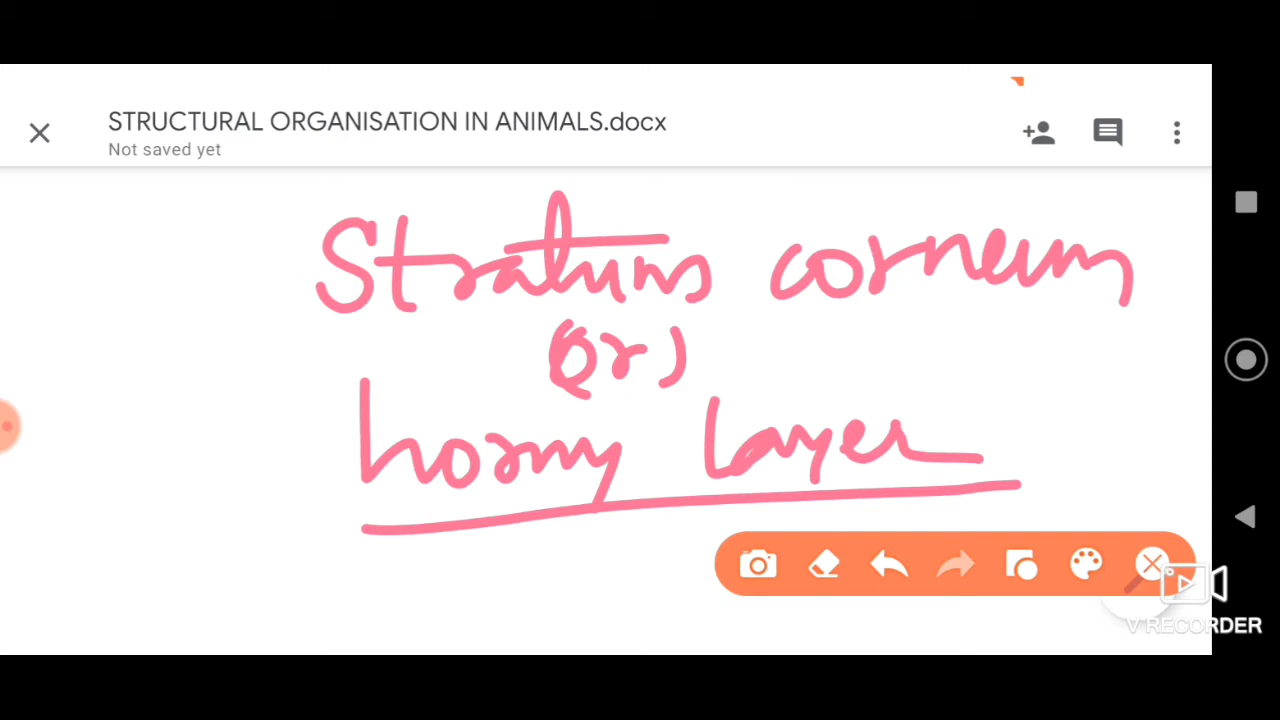 STRUCTURAL ORGANISATION IN ANIMALS.docx
Not saved yet
Stratum corneum
(or)
horny layer
V RECORDER